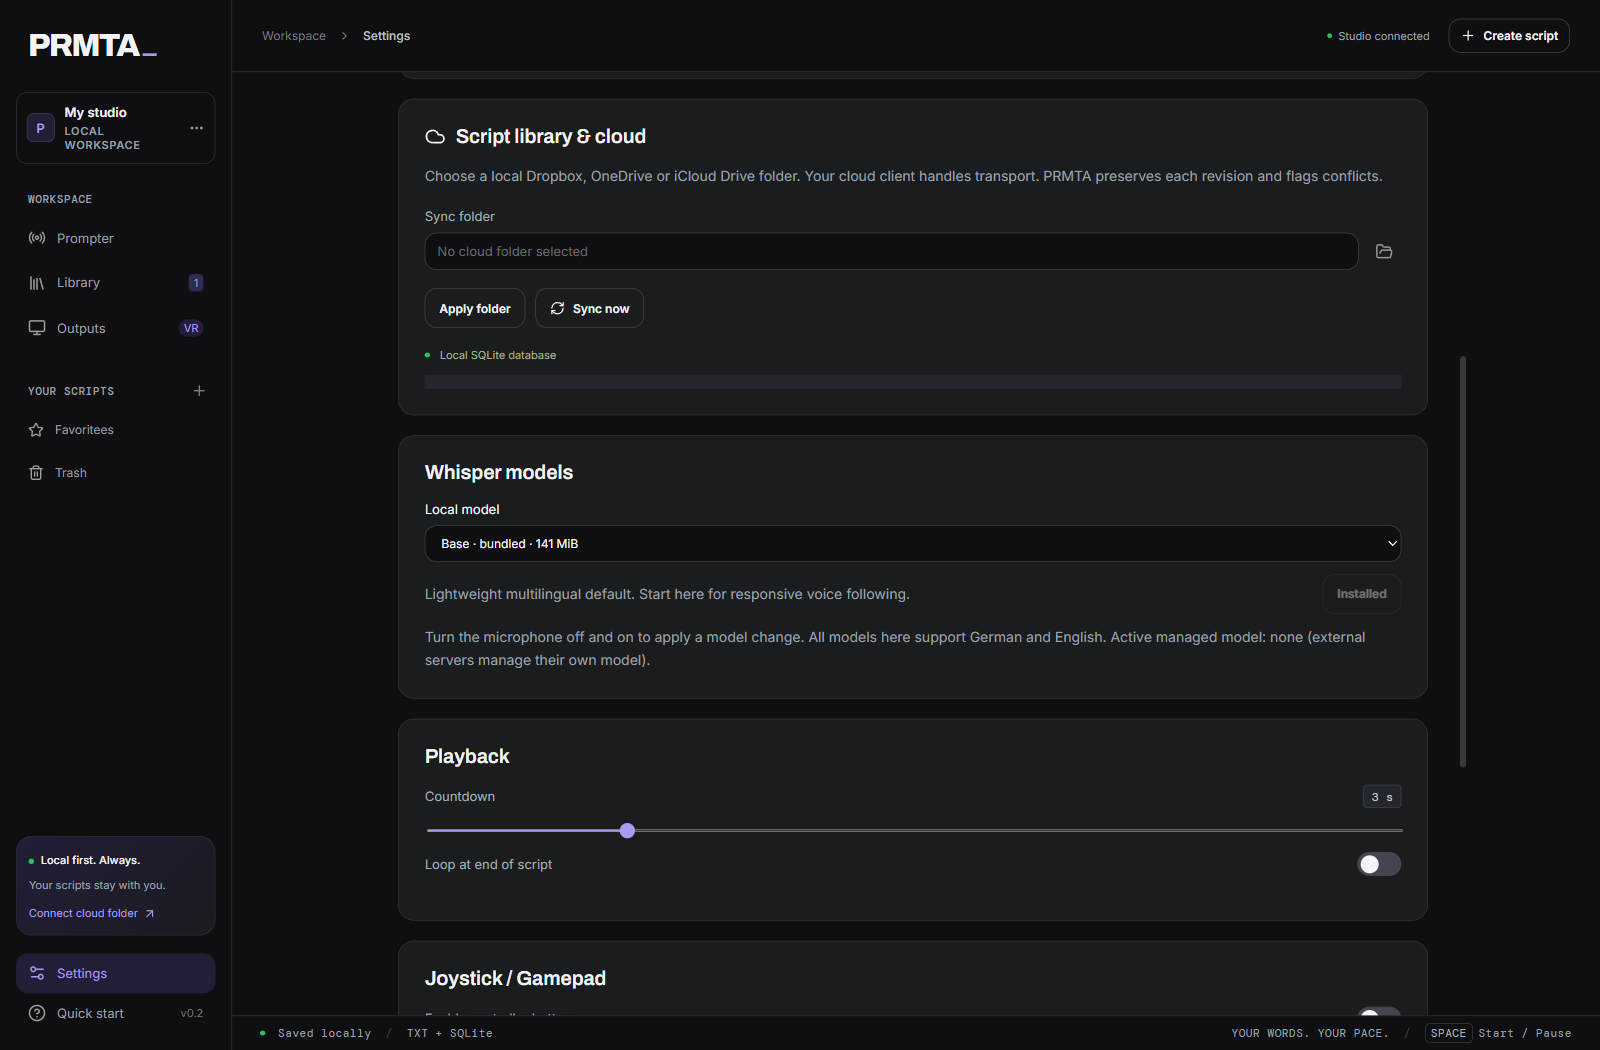 PRMTA_
P
My studio
LOCAL
WORKSPACE
WORKSPACE
Prompter
Library
1
Outputs
VR
YOUR SCRIPTS
Favoritees
Trash
Local first. Always.
Your scripts stay with you.
Connect cloud folder
Settings
Quick start
v0.2
Workspace
Settings
Studio connected
Create script
Script library & cloud
Choose a local Dropbox, OneDrive or iCloud Drive folder. Your cloud client handles transport. PRMTA preserves each revision and flags conflicts.
Sync folder
No cloud folder selected
Apply folder
Sync now
Local SQLite database
Whisper models
Local model
Base · bundled · 141 MiB
Lightweight multilingual default. Start here for responsive voice following.
Installed
Turn the microphone off and on to apply a model change. All models here support German and English. Active managed model: none (external
servers manage their own model).
Playback
Countdown
3 s
Loop at end of script
Joystick / Gamepad
Saved locally / TXT + SQLite
YOUR WORDS. YOUR PACE. / SPACE Start / Pause